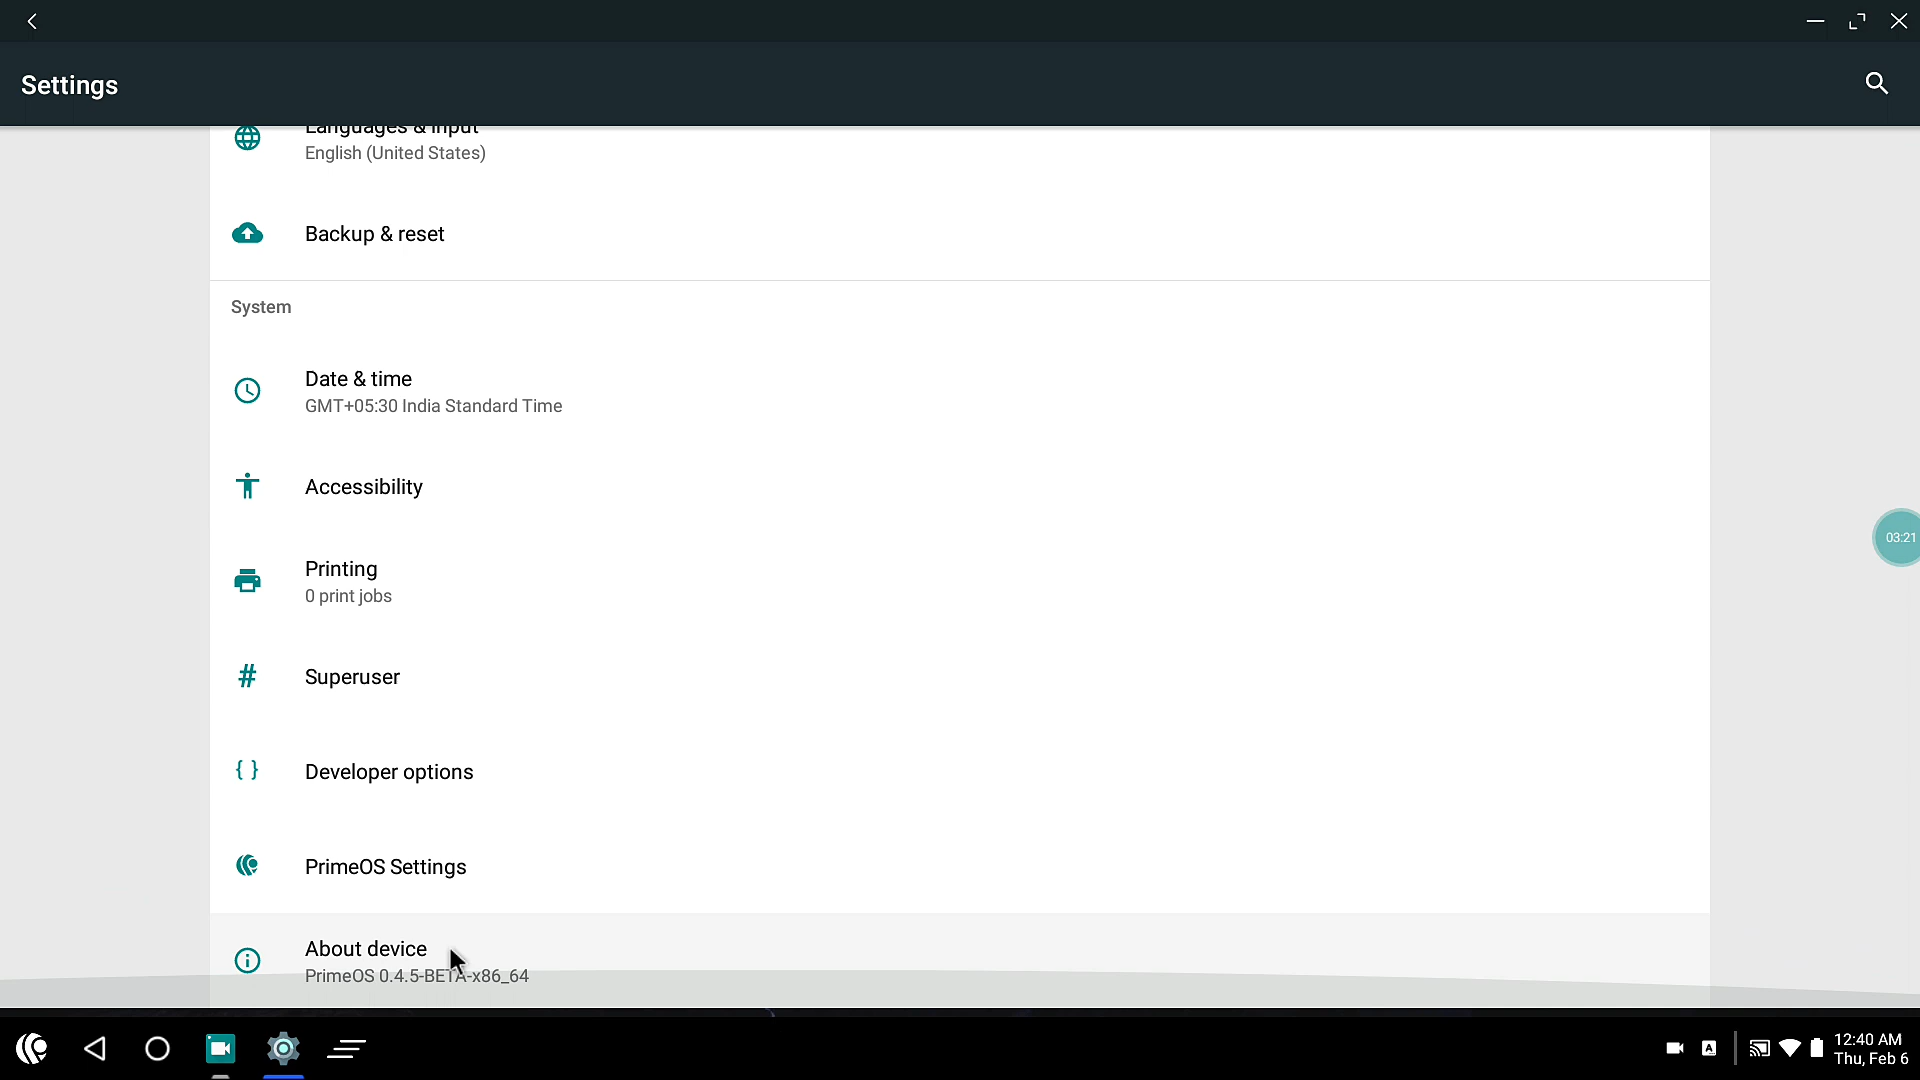 Settings
Languages & input
English (United States)
Backup & reset
System
Date & time
GMT+05:30 India Standard Time
Accessibility
Printing
0 print jobs
Superuser
Developer options
PrimeOS Settings
About device
PrimeOS 0.4.5-BETA-x86_64
03:21
A
12:40 AM
Thu, Feb 6